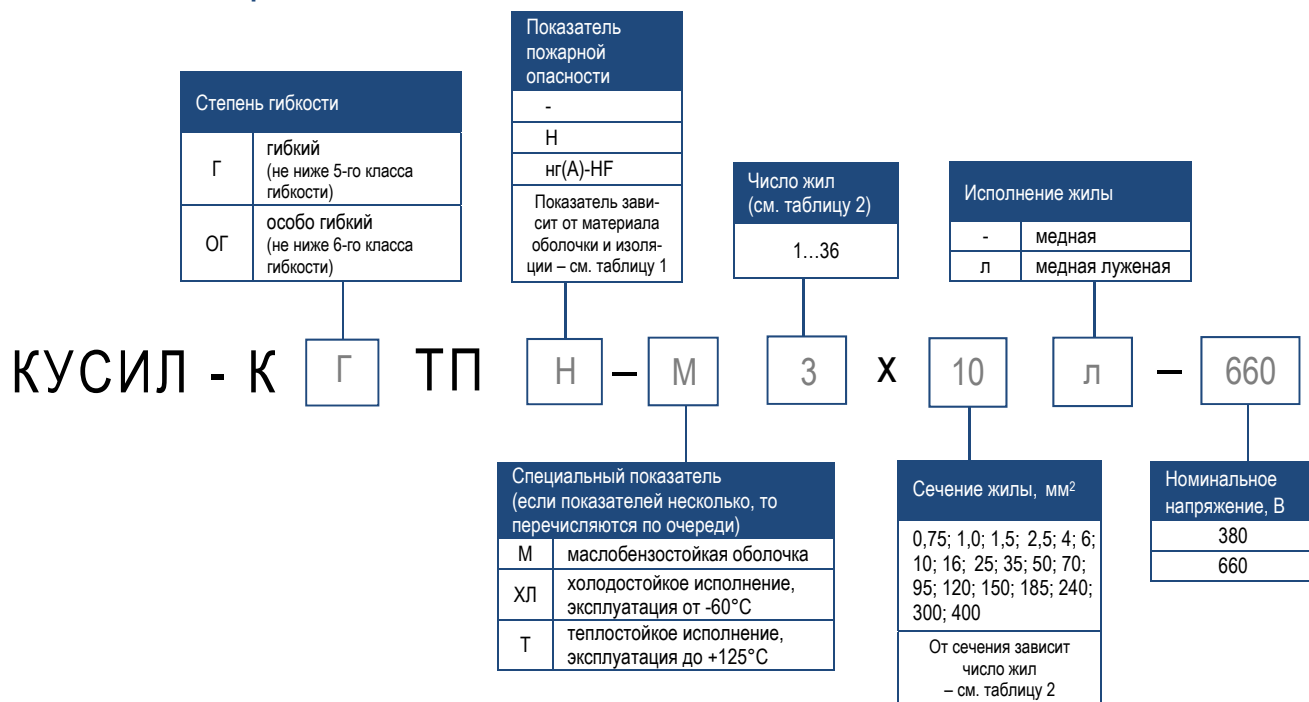 Показатель
пожарной
опасности
-
Н
нг(А)-HF
Показатель зави-
сит от материала
оболочки и изоля-
ции – см. таблицу 1
Степень гибкости
Г
гибкий
(не ниже 5-го класса
гибкости)
ОГ
особо гибкий
(не ниже 6-го класса
гибкости)
Число жил
(см. таблицу 2)
1...36
Исполнение жилы
- медная
л медная луженая
КУСИЛ - К Г ТП Н – М 3 х 10 л – 660
Специальный показатель
(если показателей несколько, то
перечисляются по очереди)
М маслобензостойкая оболочка
ХЛ
холодостойкое исполнение,
эксплуатация от -60°С
Т
теплостойкое исполнение,
эксплуатация до +125°С
Сечение жилы, мм²
0,75; 1,0; 1,5; 2,5; 4; 6;
10; 16; 25; 35; 50; 70;
95; 120; 150; 185; 240;
300; 400
От сечения зависит
число жил
– см. таблицу 2
Номинальное
напряжение, В
380
660